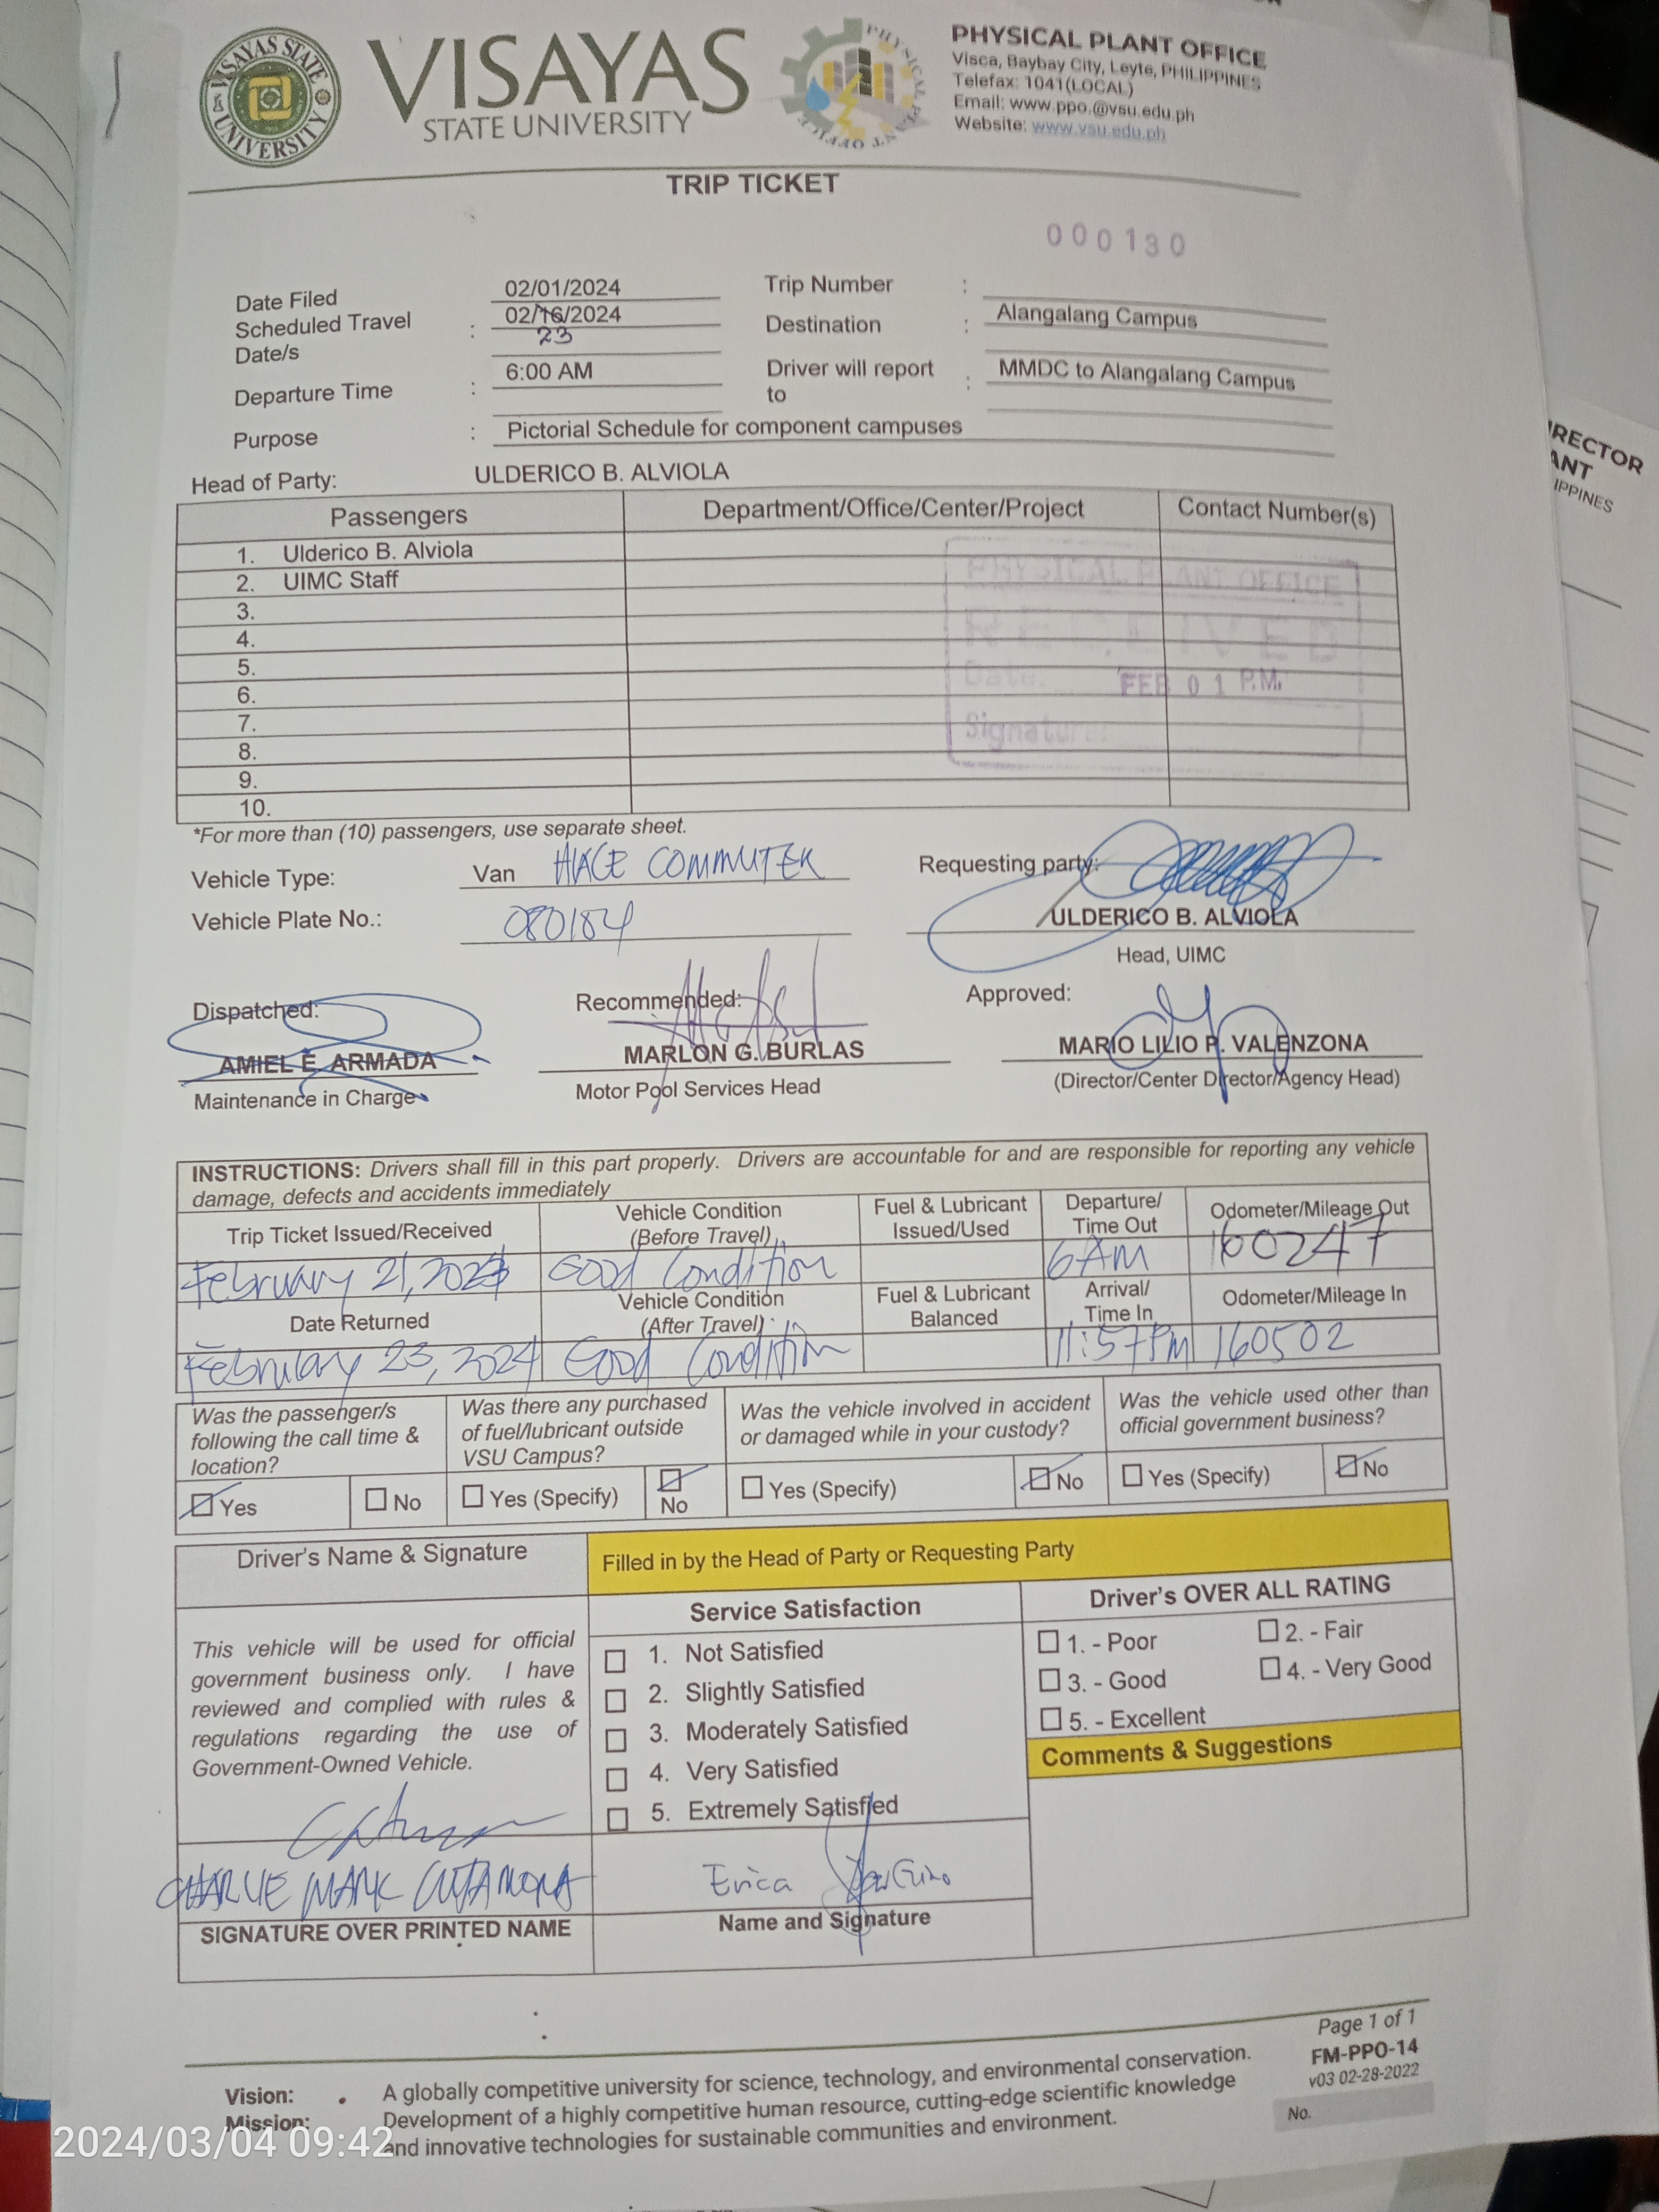 VISAYAS STATE UNIVERSITY
VISAYAS
STATE UNIVERSITY
PHYSICAL PLANT OFFICE
PHYSICAL PLANT OFFICE
Visca, Baybay City, Leyte, PHILIPPINES
Telefax: 1041(LOCAL)
Email: www.ppo.@vsu.edu.ph
Website: www.vsu.edu.ph
TRIP TICKET
000130
Date Filed 02/01/2024 Trip Number :
Scheduled Travel Date/s : 02/16/2024 23 Destination : Alangalang Campus
Departure Time : 6:00 AM Driver will report to : MMDC to Alangalang Campus
Purpose : Pictorial Schedule for component campuses
Head of Party: ULDERICO B. ALVIOLA
Passengers Department/Office/Center/Project Contact Number(s)
1. Ulderico B. Alviola
2. UIMC Staff
3.
4.
5.
6.
7.
8.
9.
10.
PHYSICAL PLANT OFFICE
RECEIVED
Date: FEB 01 P.M.
Signature:
*For more than (10) passengers, use separate sheet.
Vehicle Type: Van HIACE COMMUTER
Requesting party:
Vehicle Plate No.: 080184
ULDERICO B. ALVIOLA
Head, UIMC
Dispatched: Recommended: Approved:
AMIEL E. ARMADA MARLON G. BURLAS MARIO LILIO P. VALENZONA
Maintenance in Charge Motor Pool Services Head (Director/Center Director/Agency Head)
INSTRUCTIONS: Drivers shall fill in this part properly. Drivers are accountable for and are responsible for reporting any vehicle
damage, defects and accidents immediately
Trip Ticket Issued/Received Vehicle Condition (Before Travel) Fuel & Lubricant Issued/Used Departure/ Time Out Odometer/Mileage Out
February 21, 2024 Good Condition 6AM 160247
Date Returned Vehicle Condition (After Travel) Fuel & Lubricant Balanced Arrival/ Time In Odometer/Mileage In
February 23, 2024 Good Condition 11:57PM 160502
Was the passenger/s following the call time & location?
Was there any purchased of fuel/lubricant outside VSU Campus?
Was the vehicle involved in accident or damaged while in your custody?
Was the vehicle used other than official government business?
Yes No Yes (Specify) No Yes (Specify) No Yes (Specify) No
Driver's Name & Signature
Filled in by the Head of Party or Requesting Party
This vehicle will be used for official
government business only. I have
reviewed and complied with rules &
regulations regarding the use of
Government-Owned Vehicle.
CHARLIE MARK CUTAMORA
SIGNATURE OVER PRINTED NAME
Service Satisfaction
1. Not Satisfied
2. Slightly Satisfied
3. Moderately Satisfied
4. Very Satisfied
5. Extremely Satisfied
Erica
Name and Signature
Driver's OVER ALL RATING
1. - Poor 2. - Fair
3. - Good 4. - Very Good
5. - Excellent
Comments & Suggestions
Page 1 of 1
FM-PPO-14
v03 02-28-2022
No.
Vision: A globally competitive university for science, technology, and environmental conservation.
Mission: Development of a highly competitive human resource, cutting-edge scientific knowledge
and innovative technologies for sustainable communities and environment.
2024/03/04 09:42
RECTOR
ANT
IPPINES